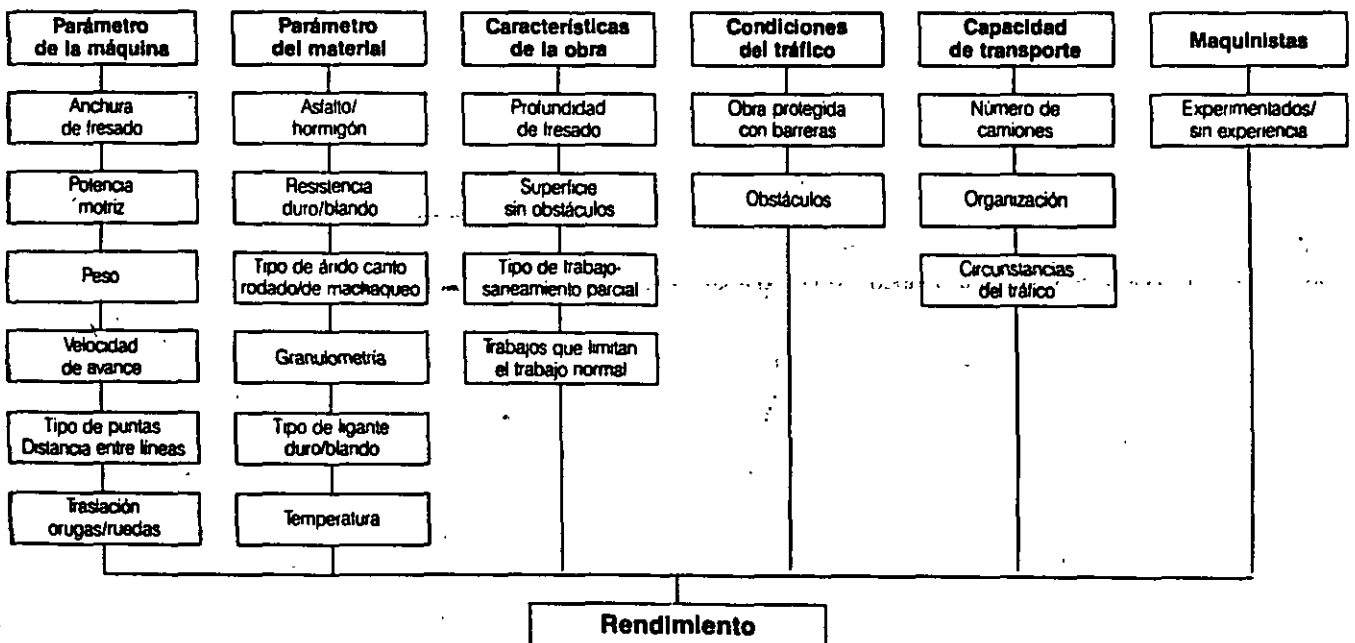 Parámetro
de la máquina
Anchura
de fresado
Potencia
motriz
Peso
Velocidad
de avance
Tipo de puntas
Distancia entre líneas
Traslación
orugas/ruedas
Parámetro
del material
Asfalto/
hormigón
Resistencia
duro/blando
Tipo de árido canto
rodado/de machaqueo
Granulometría
Tipo de ligante
duro/blando
Temperatura
Características
de la obra
Profundidad
de fresado
Superficie
sin obstáculos
Tipo de trabajo-
saneamiento parcial
Trabajos que limitan
el trabajo normal
Condiciones
del tráfico
Obra protegida
con barreras
Obstáculos
Capacidad
de transporte
Número de
camiones
Organización
Circunstancias
del tráfico
Maquinistas
Experimentados/
sin experiencia
Rendimiento